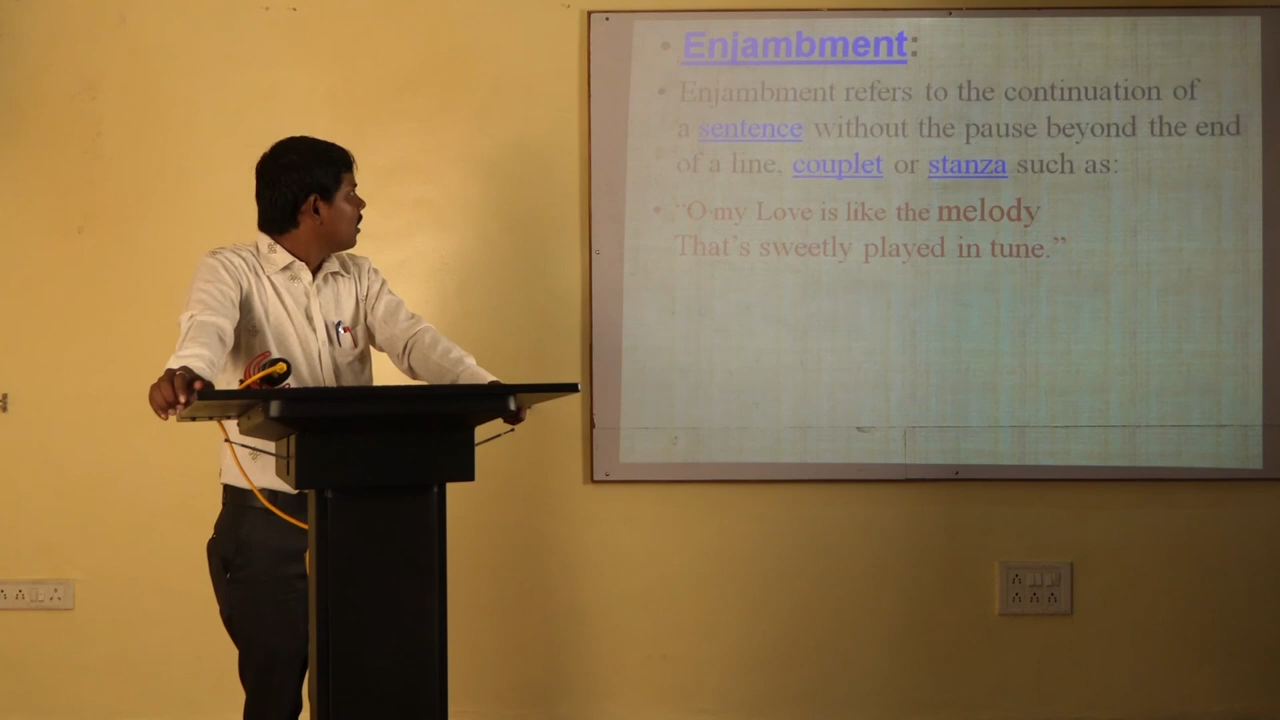 • Enjambment:
• Enjambment refers to the continuation of
a sentence without the pause beyond the end
of a line, couplet or stanza such as:
• "O my Love is like the melody
That's sweetly played in tune.”